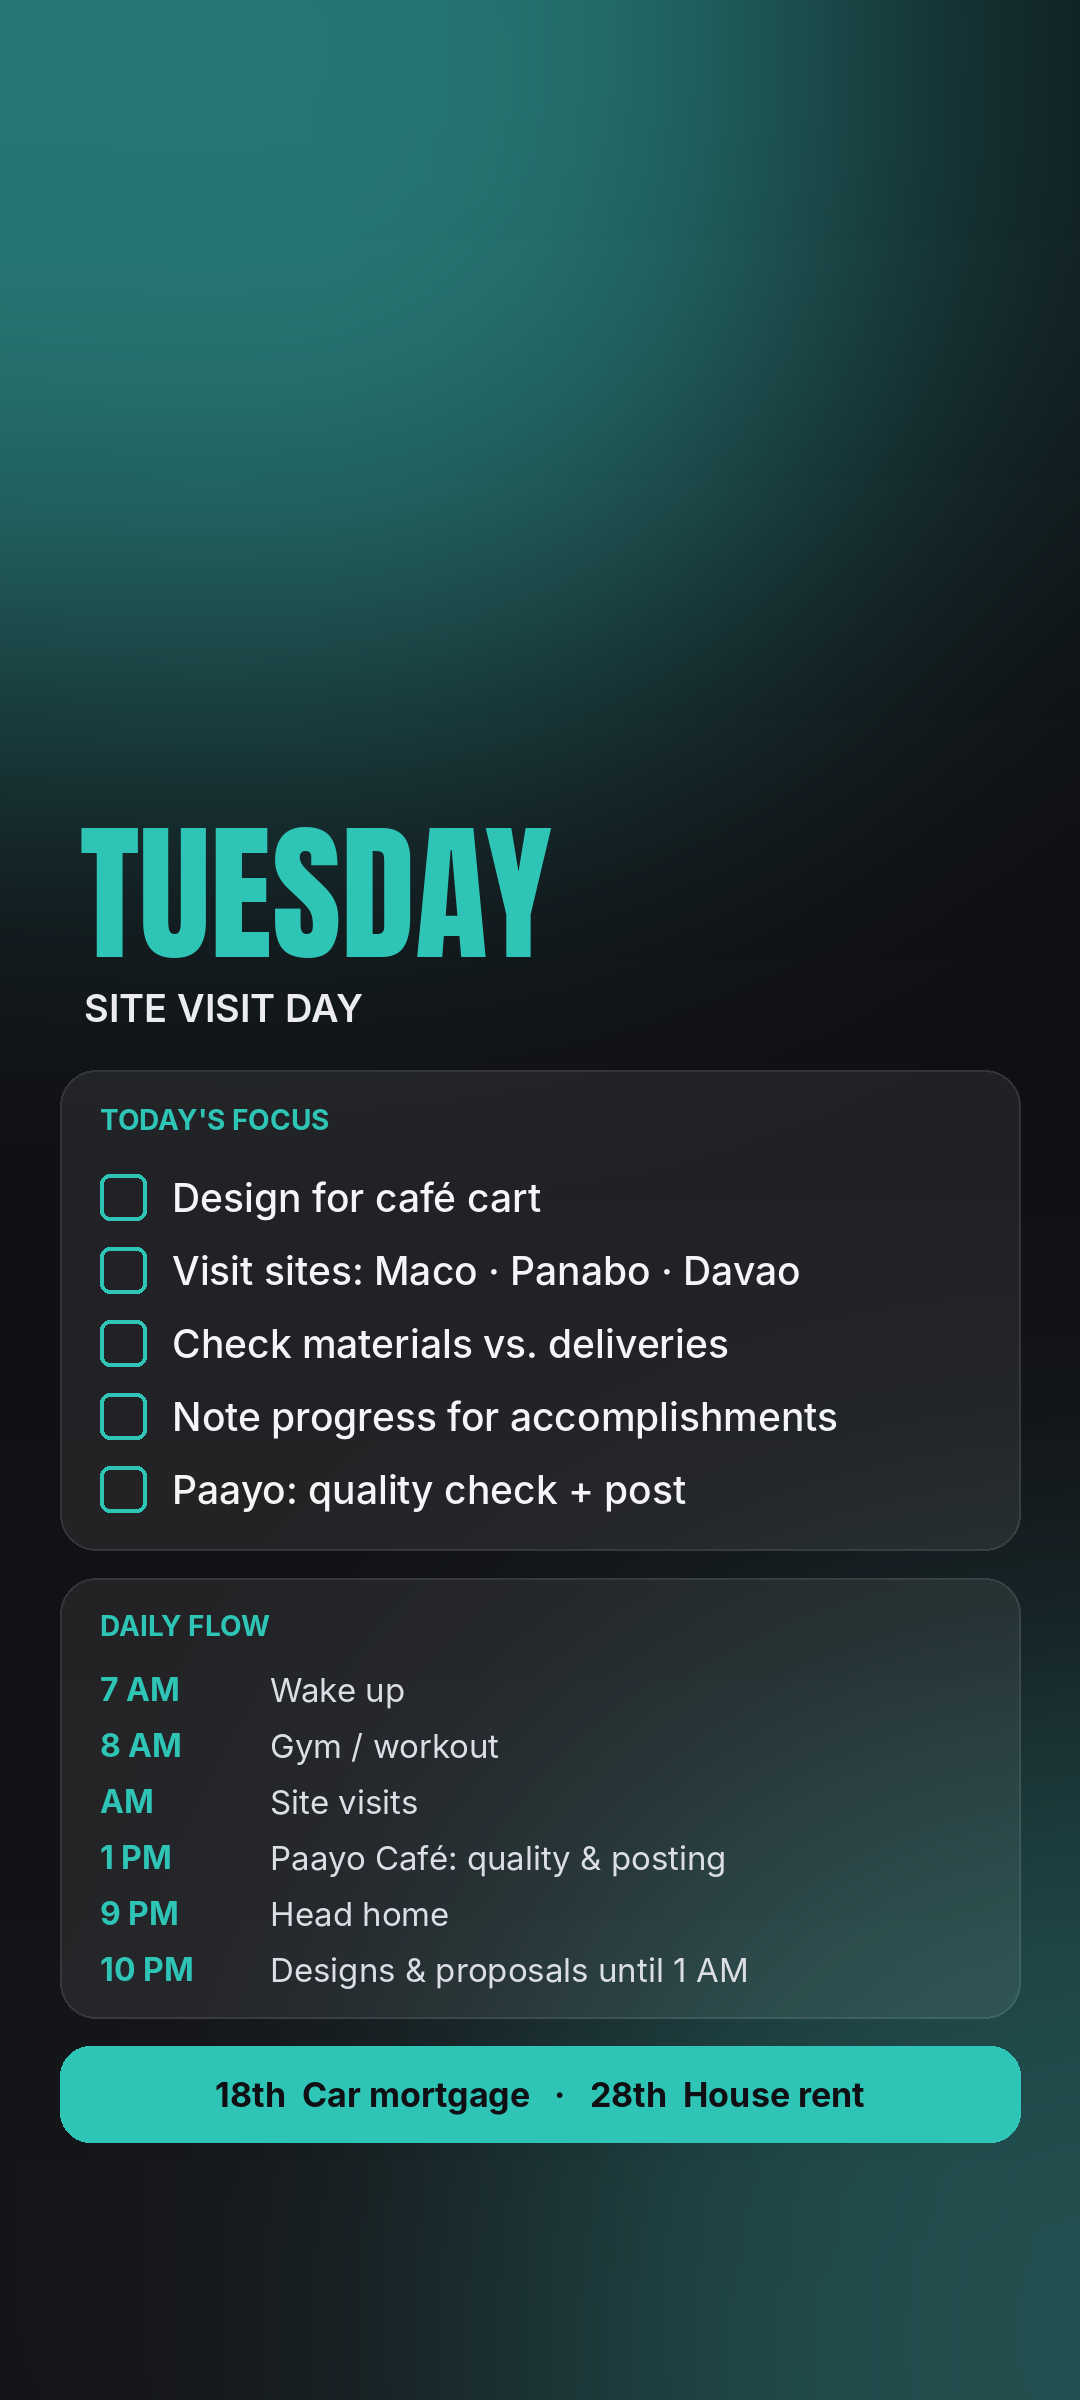 TUESDAY
SITE VISIT DAY
TODAY'S FOCUS
Design for café cart
Visit sites: Maco · Panabo · Davao
Check materials vs. deliveries
Note progress for accomplishments
Paayo: quality check + post
DAILY FLOW
7 AM Wake up
8 AM Gym / workout
AM Site visits
1 PM Paayo Café: quality & posting
9 PM Head home
10 PM Designs & proposals until 1 AM
18th Car mortgage · 28th House rent